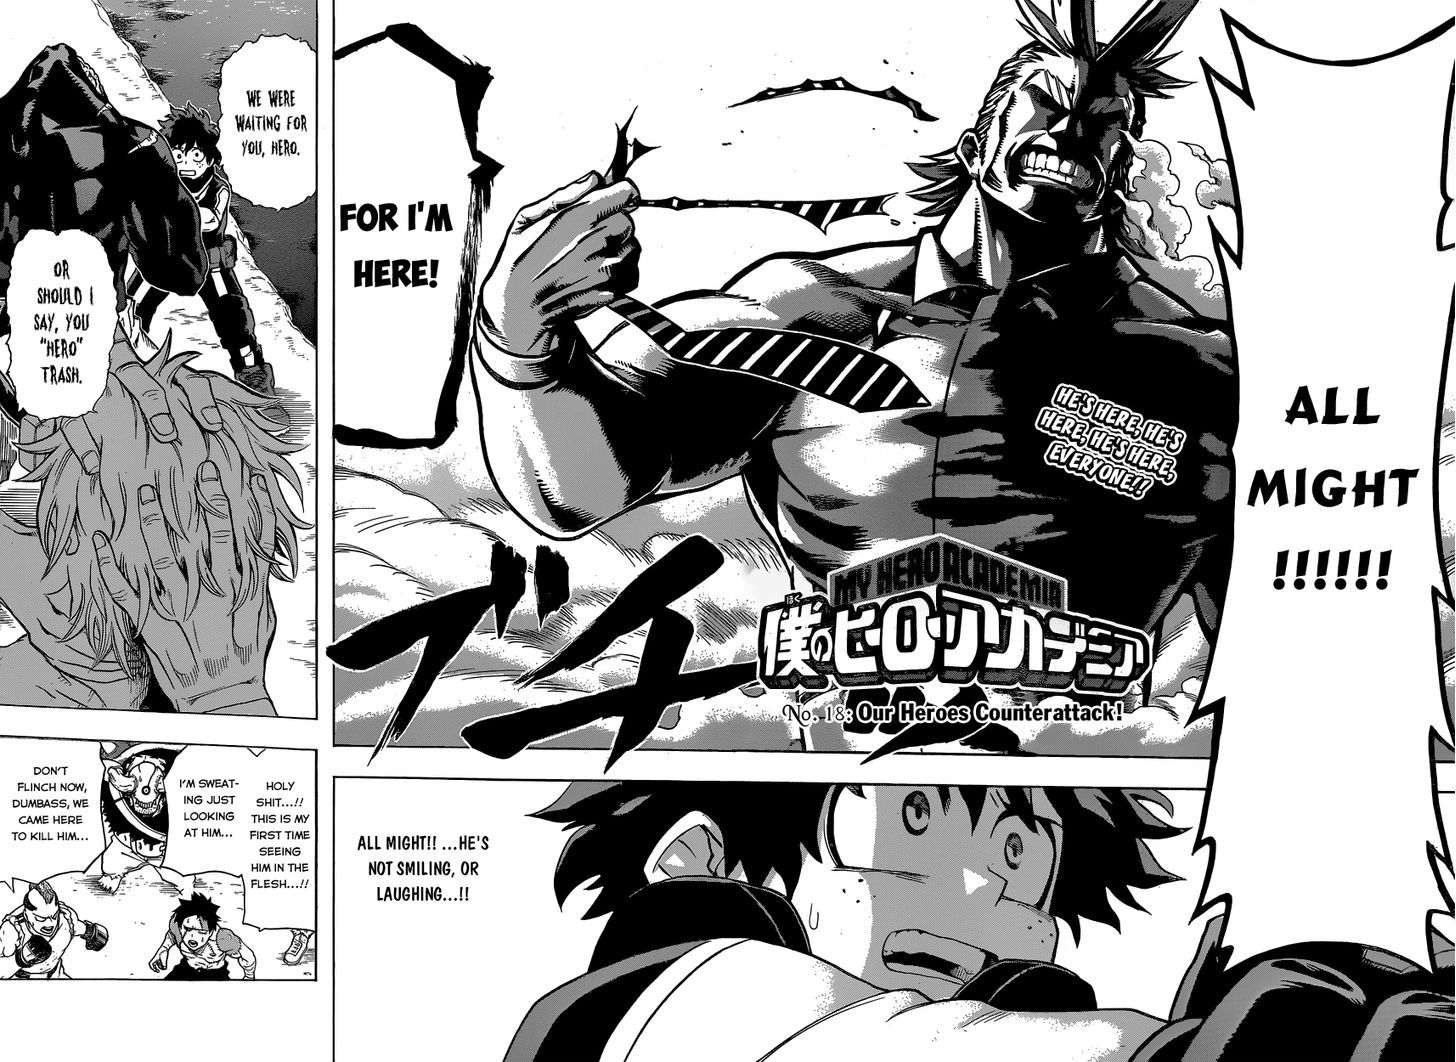 ALL
MIGHT
!!!!!!
FOR I'M
HERE!
HE'S HERE, HE'S
HERE, HE'S HERE,
EVERYONE!!
ブチッ
MY HERO ACADEMIA
ぼく
僕のヒーローアカデミア
No. 18: Our Heroes Counterattack!
ALL MIGHT!! ...HE'S
NOT SMILING, OR
LAUGHING...!!
WE WERE
WAITING FOR
YOU, HERO.
OR
SHOULD I
SAY, YOU
"HERO"
TRASH.
HOLY
SHIT...!!
THIS IS MY
FIRST TIME
SEEING
HIM IN THE
FLESH...!!
I'M SWEAT-
ING JUST
LOOKING
AT HIM...
DON'T
FLINCH NOW,
DUMBASS, WE
CAME HERE
TO KILL HIM...